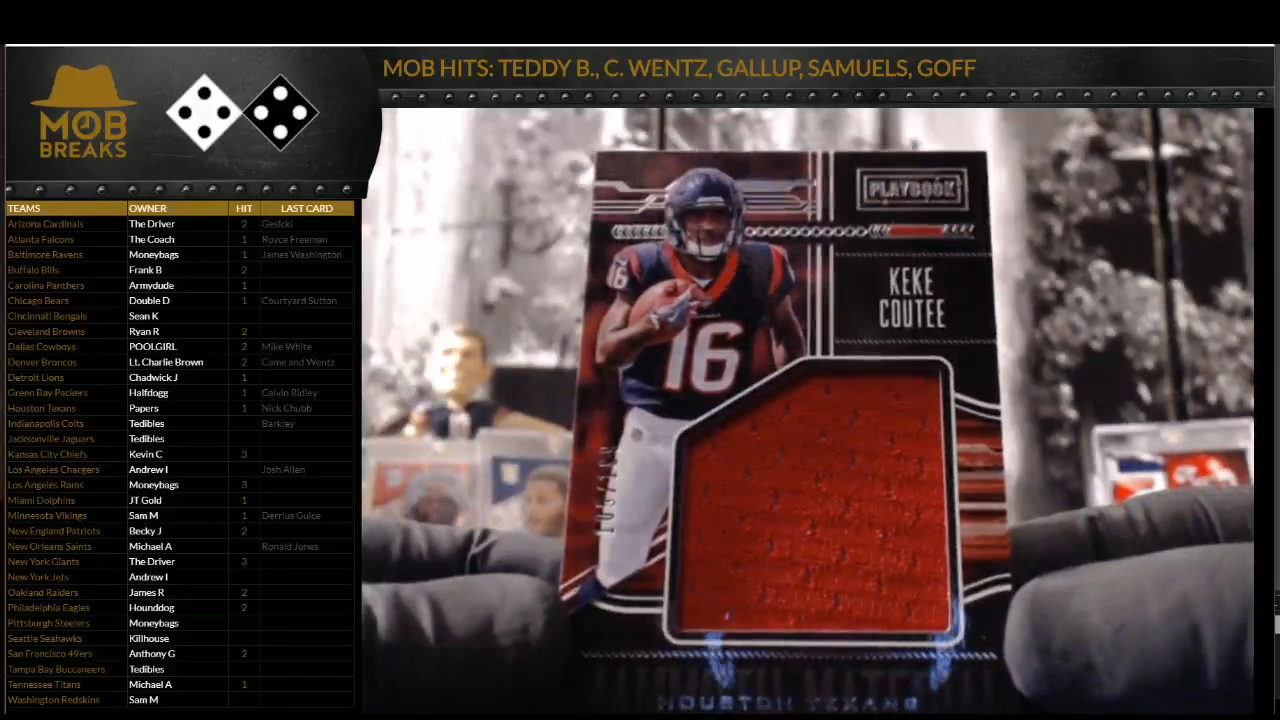 MOB HITS: TEDDY B., C. WENTZ, GALLUP, SAMUELS, GOFF
MOB
BREAKS
TEAMS OWNER HIT LAST CARD
Arizona Cardinals The Driver 2 Gesicki
Atlanta Falcons The Coach 1 Royce Freeman
Baltimore Ravens Moneybags 1 James Washington
Buffalo Bills Frank B 2
Carolina Panthers Armydude 1
Chicago Bears Double D 1 Courtyard Sutton
Cincinnati Bengals Sean K
Cleveland Browns Ryan R 2
Dallas Cowboys POOLGIRL 2 Mike White
Denver Broncos Lt. Charlie Brown 2 Came and Wentz
Detroit Lions Chadwick J 1
Green Bay Packers Halfdogg 1 Calvin Ridley
Houston Texans Papers 1 Nick Chubb
Indianapolis Colts Tedibles Barkley
Jacksonville Jaguars Tedibles
Kansas City Chiefs Kevin C 3
Los Angeles Chargers Andrew I Josh Allen
Los Angeles Rams Moneybags 3
Miami Dolphins JT Gold 1
Minnesota Vikings Sam M 1 Derrius Guice
New England Patriots Becky J 2
New Orleans Saints Michael A Ronald Jones
New York Giants The Driver 3
New York Jets Andrew I
Oakland Raiders James R 2
Philadelphia Eagles Hounddog 2
Pittsburgh Steelers Moneybags
Seattle Seahawks Killhouse
San Francisco 49ers Anthony G 2
Tampa Bay Buccaneers Tedibles
Tennessee Titans Michael A 1
Washington Redskins Sam M
PLAYBOOK
KEKE
COUTEE
16
16
HOUSTON TEXANS